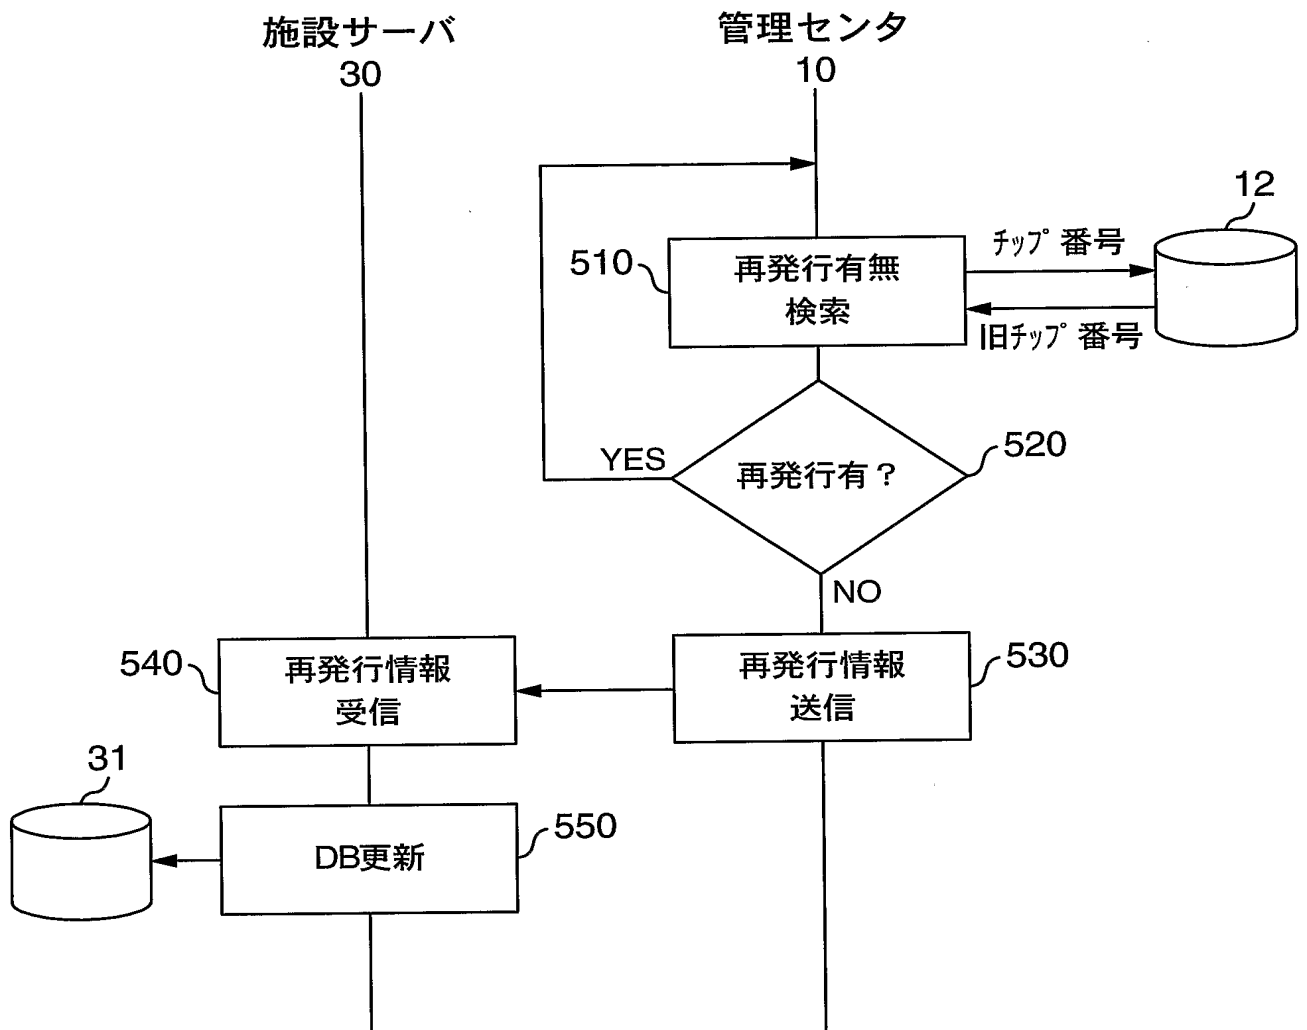 施設サーバ
30
管理センタ
10
12
510
再発行有無
検索
ﾁｯﾌﾟ番号
旧ﾁｯﾌﾟ番号
YES
再発行有？
520
NO
540
再発行情報
受信
再発行情報
送信
530
31
DB更新
550